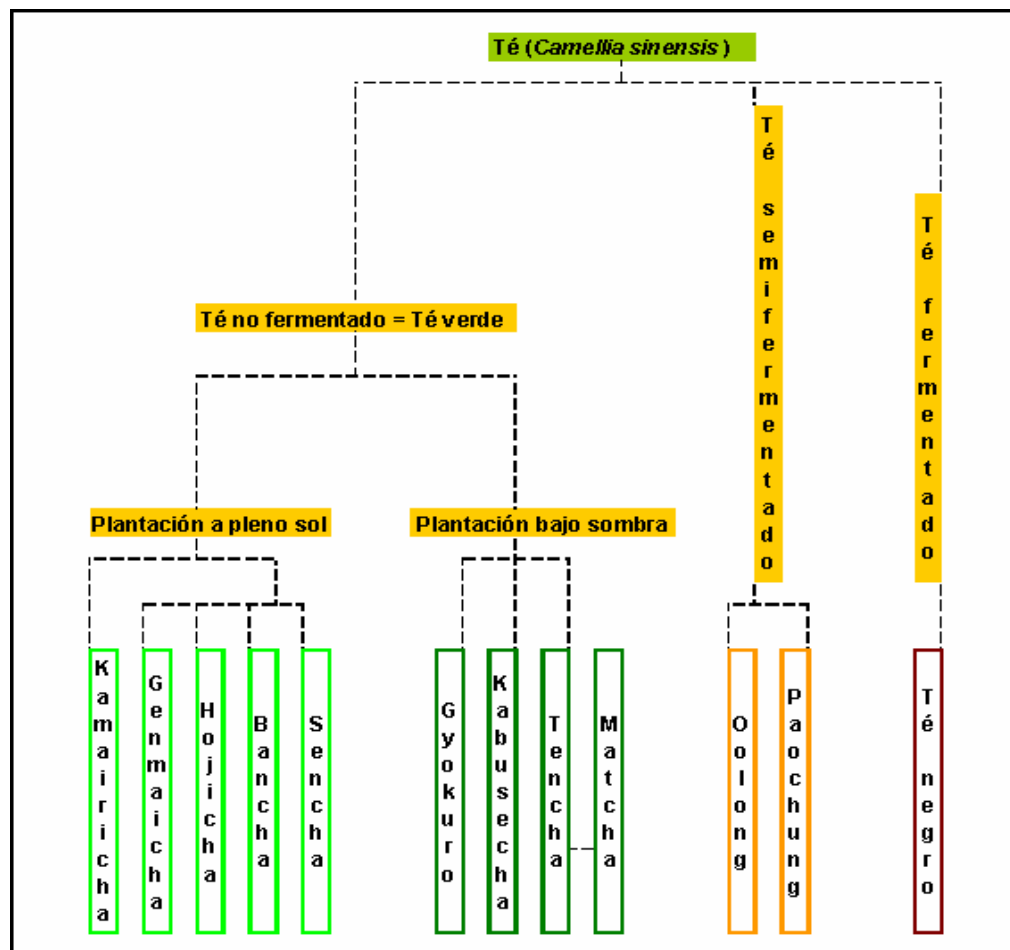 Té (Camellia sinensis)
Té semifermentado
Té fermentado
Té no fermentado = Té verde
Plantación a pleno sol
Plantación bajo sombra
Kamairicha
Genmaicha
Hojicha
Bancha
Sencha
Gyokuro
Kabusecha
Tencha
Matcha
Oolong
Paochung
Té negro